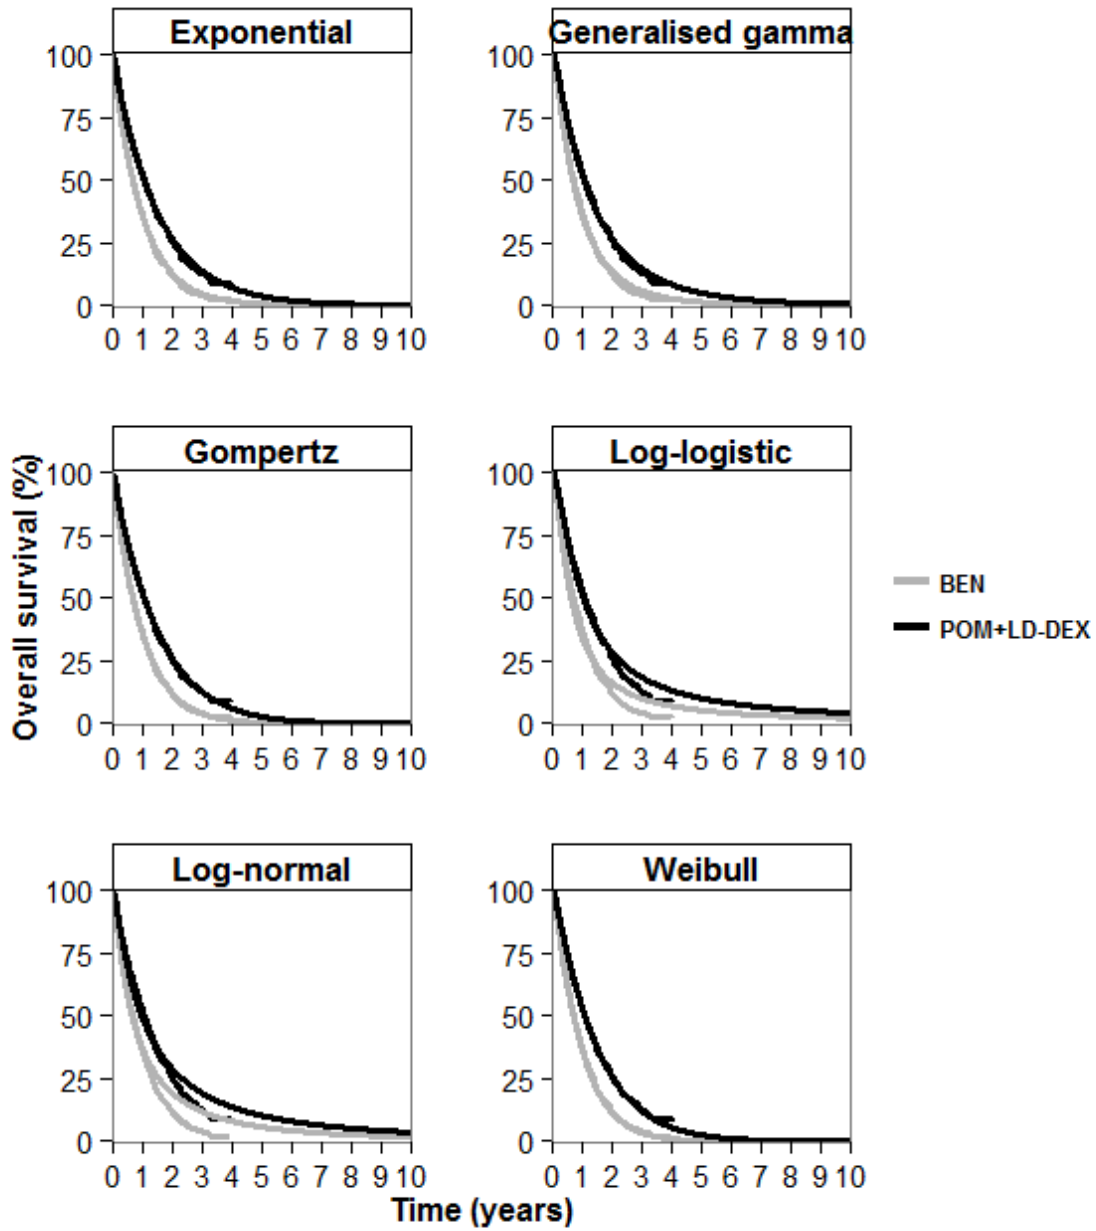 Exponential
Generalised gamma
100
75
50
25
0
0 1 2 3 4 5 6 7 8 9 10
100
75
50
25
0
0 1 2 3 4 5 6 7 8 9 10
Gompertz
Log-logistic
100
75
50
25
0
0 1 2 3 4 5 6 7 8 9 10
100
75
50
25
0
0 1 2 3 4 5 6 7 8 9 10
Overall survival (%)
BEN
POM+LD-DEX
Log-normal
Weibull
100
75
50
25
0
0 1 2 3 4 5 6 7 8 9 10
100
75
50
25
0
0 1 2 3 4 5 6 7 8 9 10
Time (years)